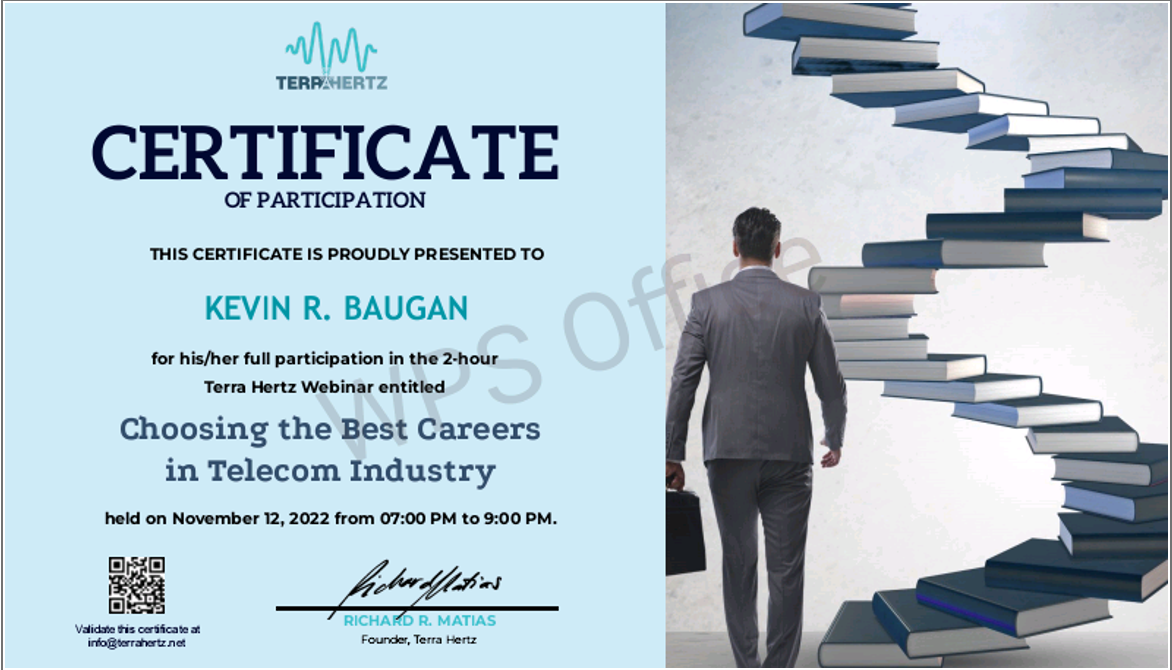 TERRAHERTZ
CERTIFICATE
OF PARTICIPATION
THIS CERTIFICATE IS PROUDLY PRESENTED TO
KEVIN R. BAUGAN
for his/her full participation in the 2-hour
Terra Hertz Webinar entitled
Choosing the Best Careers
in Telecom Industry
held on November 12, 2022 from 07:00 PM to 9:00 PM.
Richard Matias
RICHARD R. MATIAS
Founder, Terra Hertz
Validate this certificate at
info@terrahertz.net
WPS Office